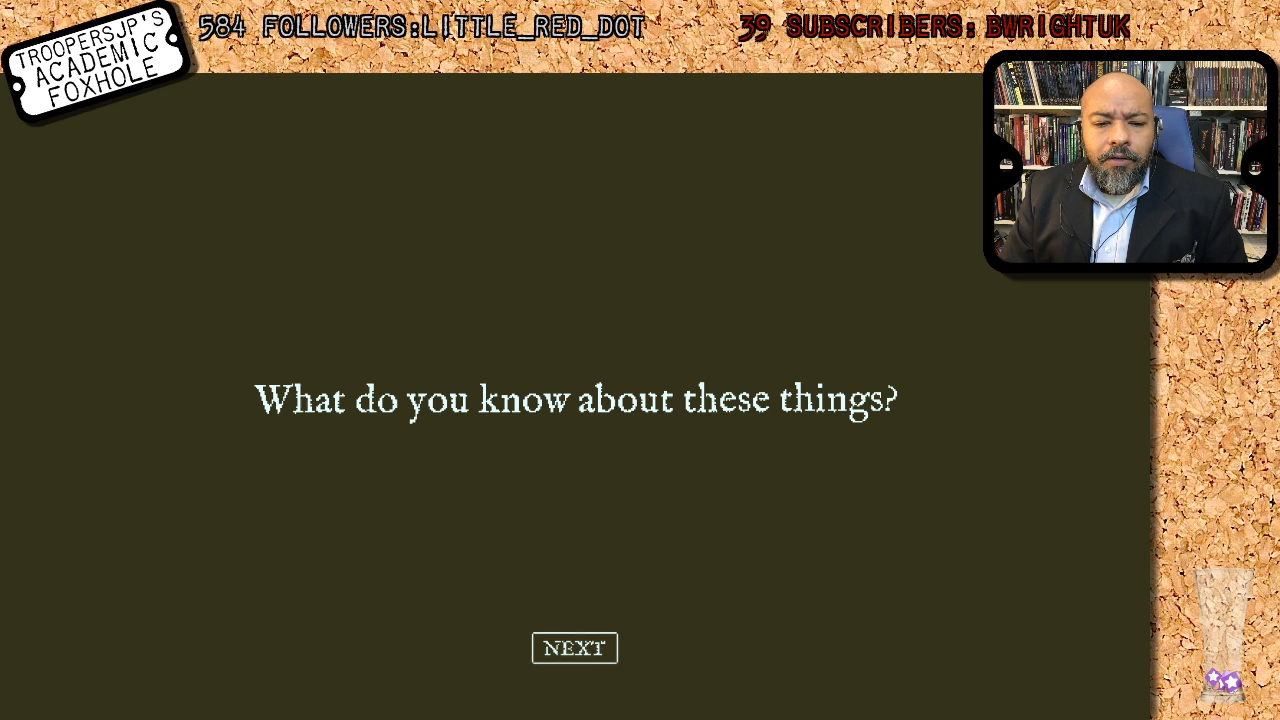 TROOPERSJP'S
ACADEMIC
FOXHOLE
584 FOLLOWERS:LITTLE_RED_DOT
39 SUBSCRIBERS: BWRIGHTUK
What do you know about these things?
NEXT